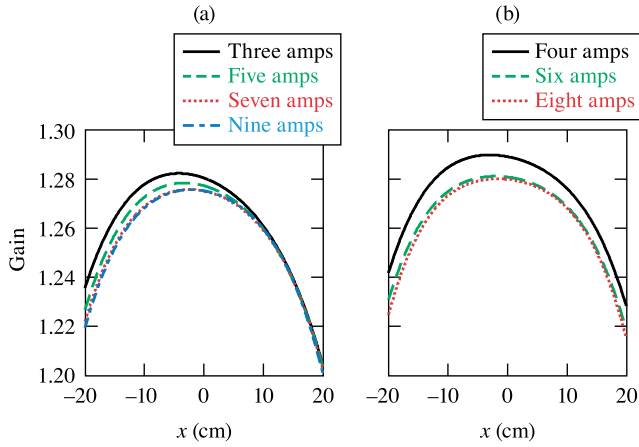 (a)
Three amps
Five amps
Seven amps
Nine amps
1.30
1.28
1.26
1.24
1.22
1.20
Gain
–20
–10
0
10
20
x (cm)
(b)
Four amps
Six amps
Eight amps
–20
–10
0
10
20
x (cm)